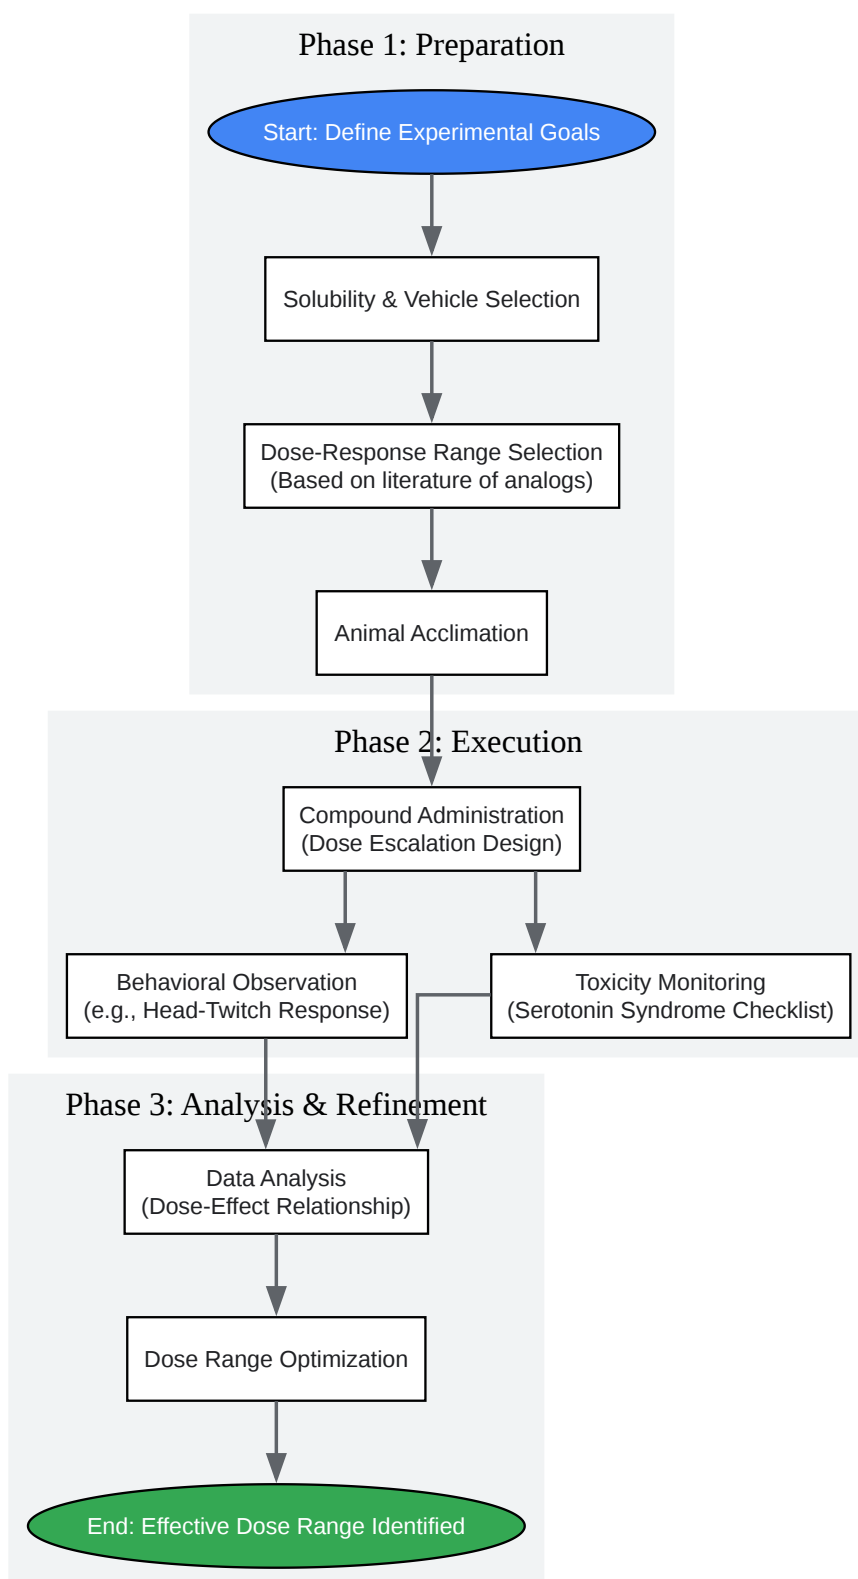 Phase 1: Preparation
Start: Define Experimental Goals
Solubility & Vehicle Selection
Dose-Response Range Selection
(Based on literature of analogs)
Animal Acclimation
Phase 2: Execution
Compound Administration
(Dose Escalation Design)
Behavioral Observation
(e.g., Head-Twitch Response)
Toxicity Monitoring
(Serotonin Syndrome Checklist)
Phase 3: Analysis & Refinement
Data Analysis
(Dose-Effect Relationship)
Dose Range Optimization
End: Effective Dose Range Identified